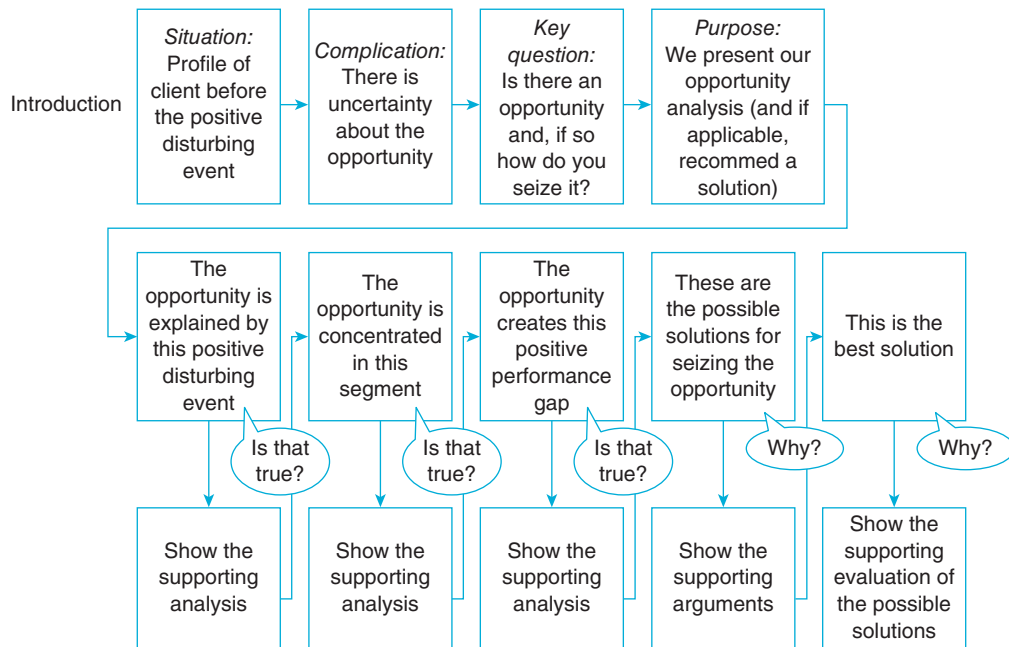 Introduction
Situation:
Profile of
client before
the positive
disturbing
event
Complication:
There is
uncertainty
about the
opportunity
Key
question:
Is there an
opportunity
and, if so
how do you
seize it?
Purpose:
We present our
opportunity
analysis (and if
applicable,
recommed a
solution)
The
opportunity is
explained by
this positive
disturbing
event
Is that
true?
The
opportunity is
concentrated
in this
segment
Is that
true?
The
opportunity
creates this
positive
performance
gap
Is that
true?
These are
the possible
solutions for
seizing the
opportunity
Why?
This is the
best solution
Why?
Show the
supporting
analysis
Show the
supporting
analysis
Show the
supporting
analysis
Show the
supporting
arguments
Show the
supporting
evaluation of
the possible
solutions